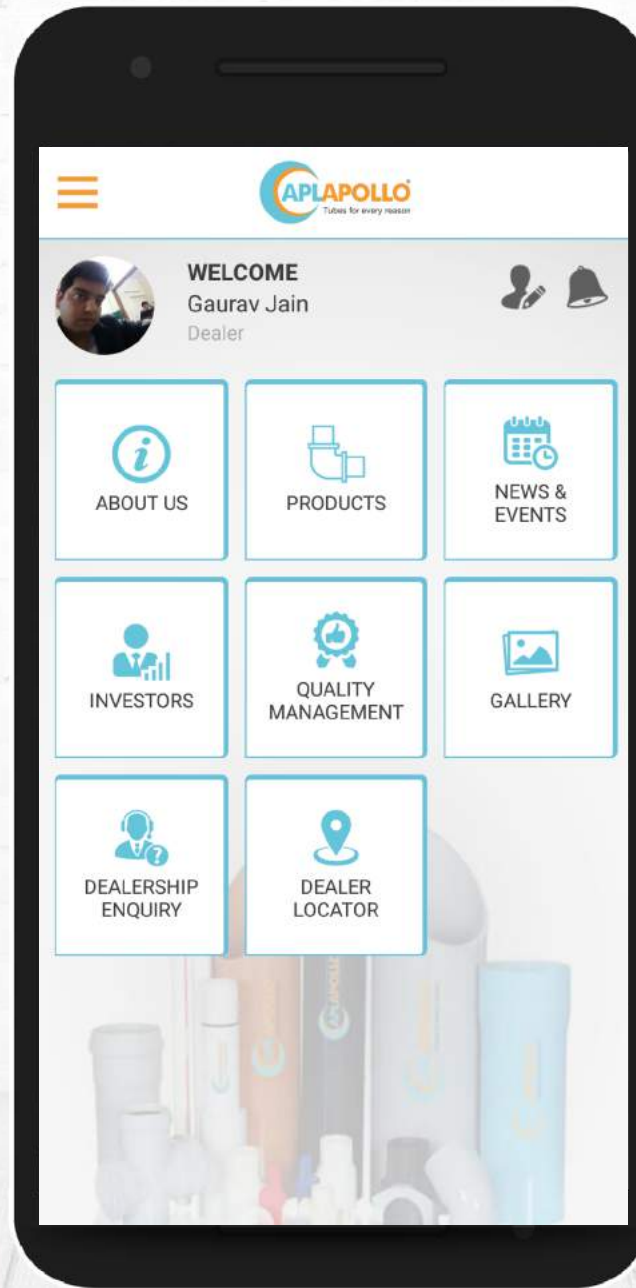 APLAPOLLO
Tubes for every reason
WELCOME
Gaurav Jain
Dealer
ABOUT US
PRODUCTS
NEWS &
EVENTS
INVESTORS
QUALITY
MANAGEMENT
GALLERY
DEALERSHIP
ENQUIRY
DEALER
LOCATOR
APLAPOLLO